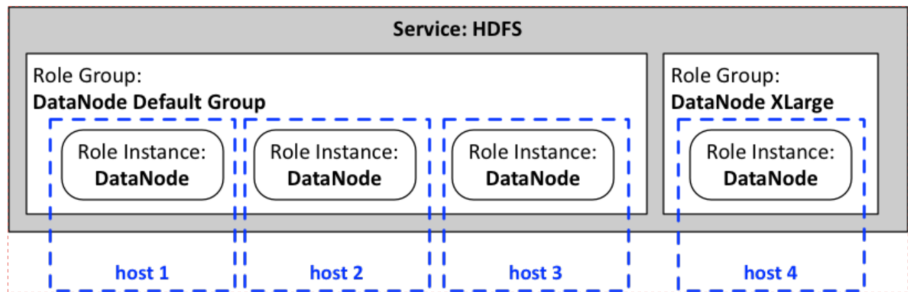 Service: HDFS
Role Group:
DataNode Default Group
Role Instance:
DataNode
Role Instance:
DataNode
Role Instance:
DataNode
Role Group:
DataNode XLarge
Role Instance:
DataNode
host 1
host 2
host 3
host 4